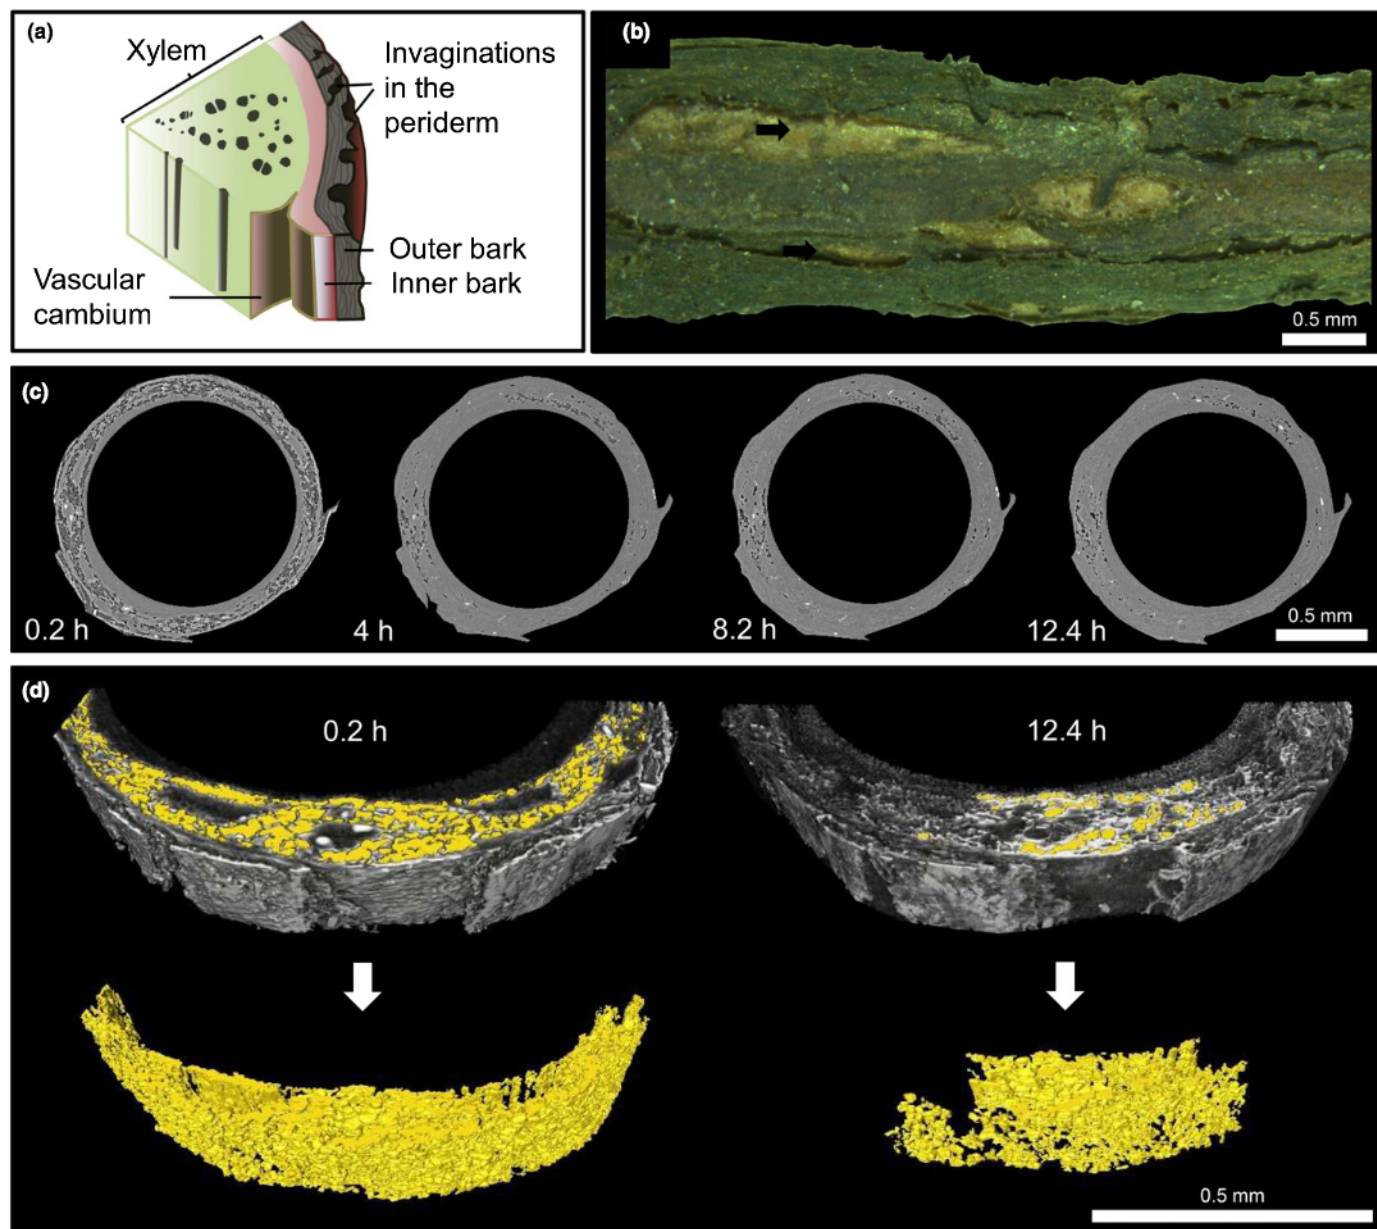 (a)
Xylem
Invaginations
in the
periderm
Outer bark
Inner bark
Vascular
cambium
(b)
0.5 mm
(c)
0.2 h
4 h
8.2 h
12.4 h
0.5 mm
(d)
0.2 h
12.4 h
0.5 mm